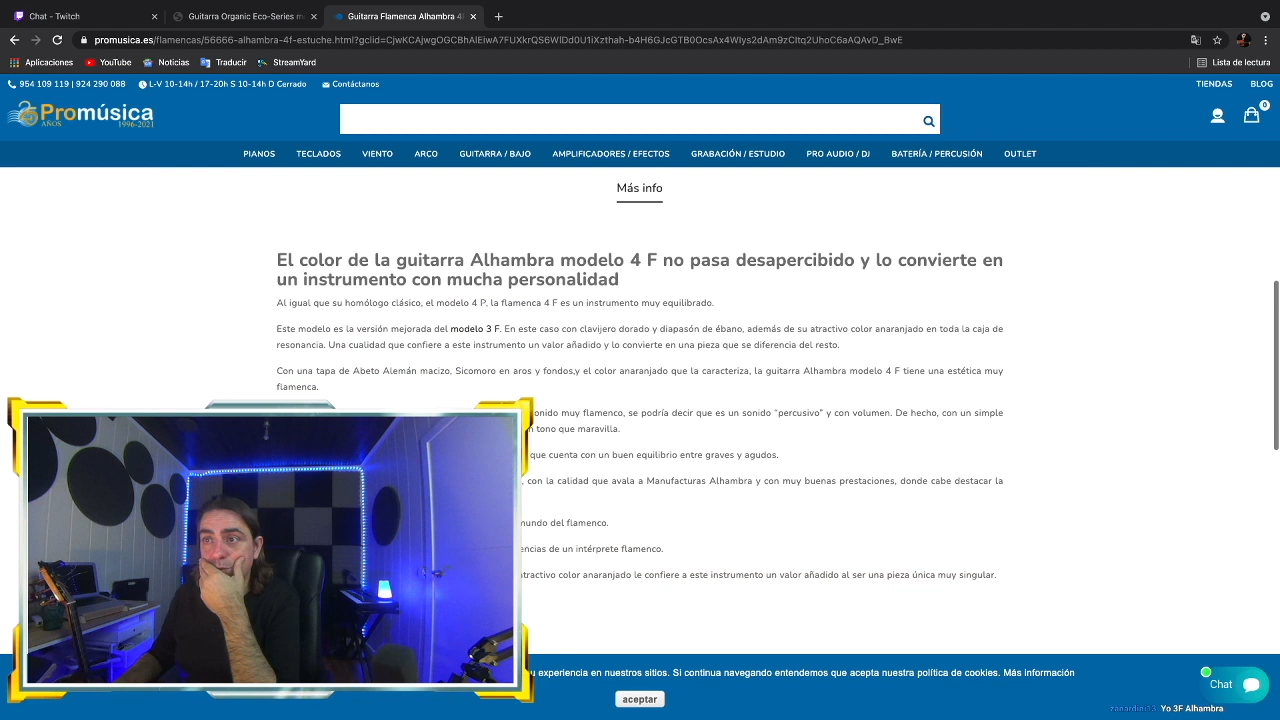 Chat - Twitch
Guitarra Organic Eco-Series m
Guitarra Flamenca Alhambra 4
promusica.es/flamencas/56666-alhambra-4f-estuche.html?gclid=CjwKCAjwgOGCBhAlEiwA7FUXkrQS6WIDd0U1iXzthah-b4H6GJcGTB0OcsAx4WIys2dAm9zCItq2UhoC6aAQAvD_BwE
Aplicaciones
YouTube
Noticias
Traducir
StreamYard
Lista de lectura
954 109 119 | 924 290 088
L-V 10-14h / 17-20h S 10-14h D Cerrado
Contáctanos
TIENDAS
BLOG
Promúsica
AÑOS 1996-2021
0
PIANOS
TECLADOS
VIENTO
ARCO
GUITARRA / BAJO
AMPLIFICADORES / EFECTOS
GRABACIÓN / ESTUDIO
PRO AUDIO / DJ
BATERÍA / PERCUSIÓN
OUTLET
Más info
El color de la guitarra Alhambra modelo 4 F no pasa desapercibido y lo convierte en
un instrumento con mucha personalidad
Al igual que su homólogo clásico, el modelo 4 P, la flamenca 4 F es un instrumento muy equilibrado.
Este modelo es la versión mejorada del modelo 3 F. En este caso con clavijero dorado y diapasón de ébano, además de su atractivo color anaranjado en toda la caja de
resonancia. Una cualidad que confiere a este instrumento un valor añadido y lo convierte en una pieza que se diferencia del resto.
Con una tapa de Abeto Alemán macizo, Sicomoro en aros y fondos,y el color anaranjado que la caracteriza, la guitarra Alhambra modelo 4 F tiene una estética muy
flamenca.
onido muy flamenco, se podría decir que es un sonido “percusivo” y con volumen. De hecho, con un simple
n tono que maravilla.
que cuenta con un buen equilibrio entre graves y agudos.
, con la calidad que avala a Manufacturas Alhambra y con muy buenas prestaciones, donde cabe destacar la
mundo del flamenco.
encias de un intérprete flamenco.
atractivo color anaranjado le confiere a este instrumento un valor añadido al ser una pieza única muy singular.
u experiencia en nuestros sitios. Si continua navegando entendemos que acepta nuestra política de cookies. Más información
aceptar
Chat
zanardini13 Yo 3F Alhambra